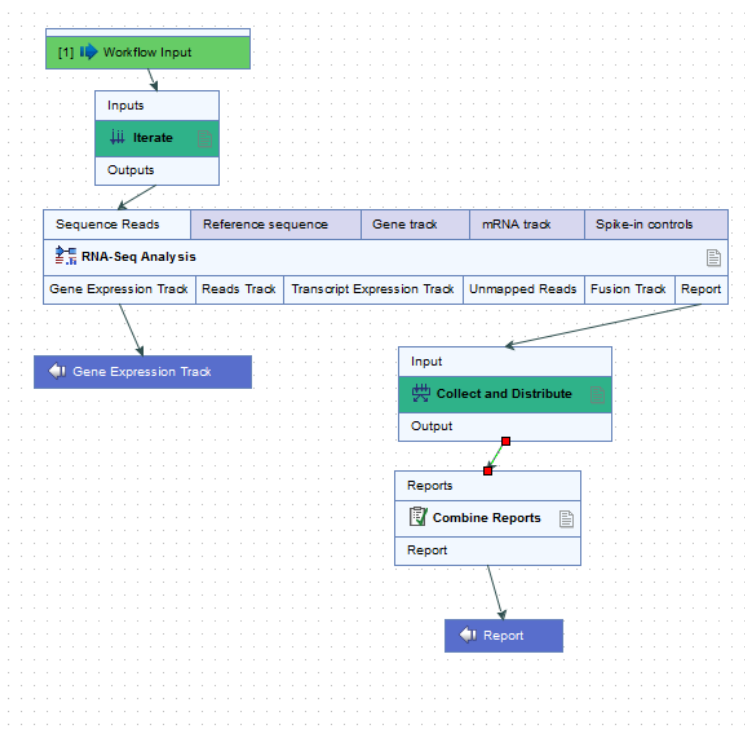 [1] Workflow Input
Inputs
Iterate
Outputs
Sequence Reads Reference sequence Gene track mRNA track Spike-in controls
RNA-Seq Analysis
Gene Expression Track Reads Track Transcript Expression Track Unmapped Reads Fusion Track Report
Gene Expression Track
Input
Collect and Distribute
Output
Reports
Combine Reports
Report
Report